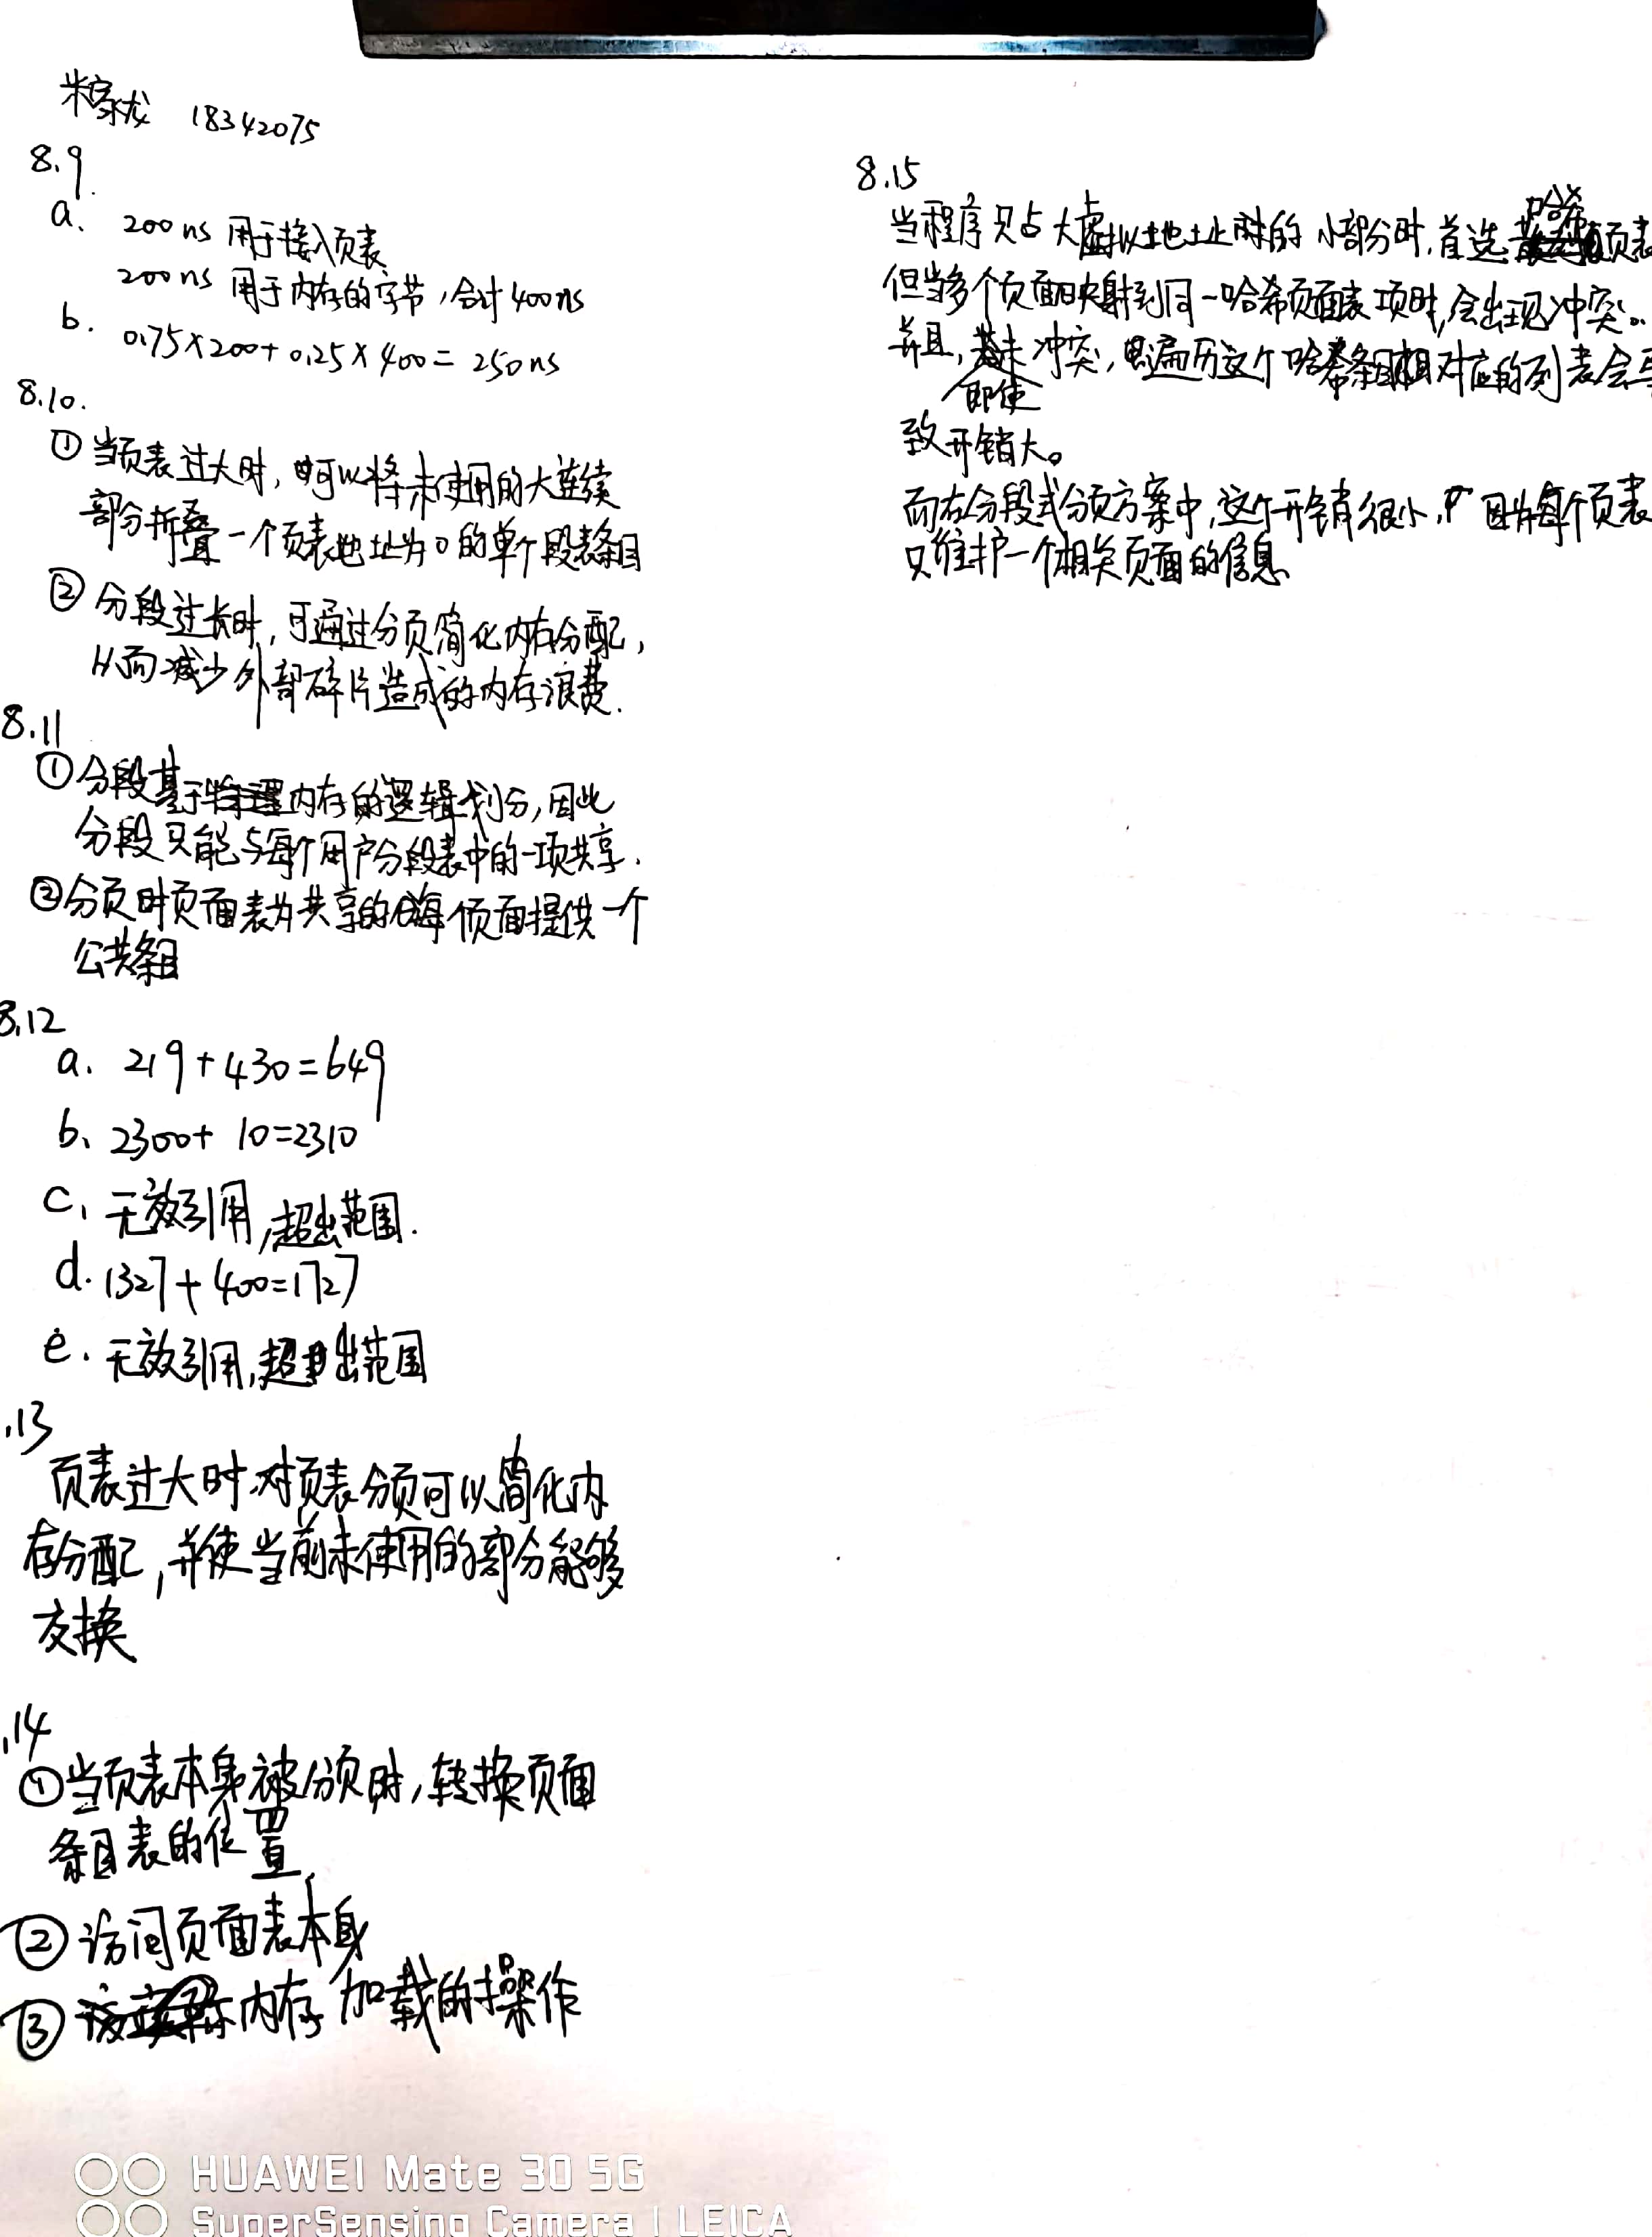 18342075
8.9
a. 200ns 用于接入页表
200ns 用于内存的字节,合计400ns
b. 0.75×200+0.25×400=250ns
8.10.
① 当页表过大时,可以将未使用的大连续
部分折叠一个页表地址为0的单个段表条目
② 分段过长时,可通过分页简化内存分配,
从而减少外部碎片造成的内存浪费.
8.11
① 分段基于物理内存的逻辑划分,因此
分段只能与每个用户分段表中的一项共享.
② 分页时页面表为共享的每个页面提供一个
公共条目
8.12
a. 219+430=649
b. 2300+10=2310
c. 无效引用,超出范围.
d. 1327+400=1727
e. 无效引用,超出范围
.13
页表过大时,对页表分页可以简化内
存分配,并使当前未使用的部分能够
交换
.14
① 当页表本身被分页时,转换页面
条目表的位置
② 访问页面表本身
③ 内存加载的操作
8.15
当程序只占大虚拟地址时的小部分时,首选哈希页表
但当多个页面映射到同一哈希页面表项时,会出现冲突。
并且,即使冲突,遍历这个哈希条目相对应的列表会导
致开销大。
而在分段式分页方案中,这个开销很小,因为每个页表
只维护一个相关页面的信息
HUAWEI Mate 30 5G
SuperSensing Camera | LEICA